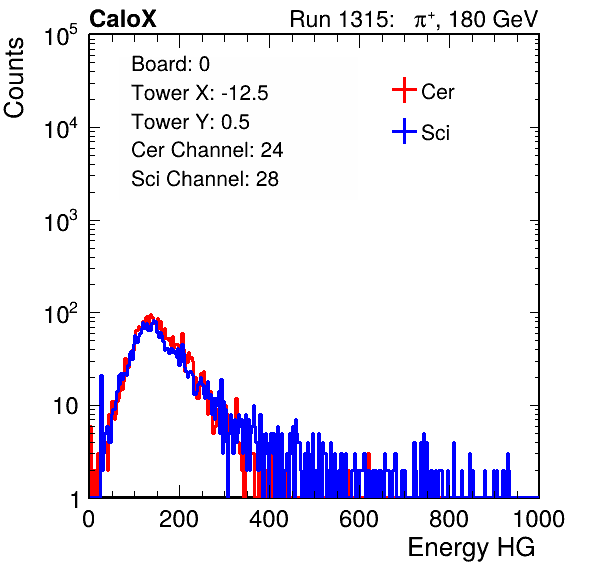 CaloX Run 1315: π⁺, 180 GeV
Counts
10⁵
10⁴
10³
10²
10
1
Board: 0
Tower X: -12.5
Tower Y: 0.5
Cer Channel: 24
Sci Channel: 28
Cer
Sci
0 200 400 600 800 1000
Energy HG